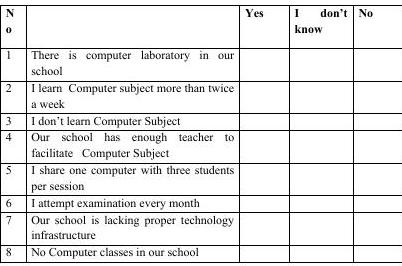 N o Yes I don't know No
1 There is computer laboratory in our
school
2 I learn Computer subject more than twice
a week
3 I don't learn Computer Subject
4 Our school has enough teacher to
facilitate Computer Subject
5 I share one computer with three students
per session
6 I attempt examination every month
7 Our school is lacking proper technology
infrastructure
8 No Computer classes in our school